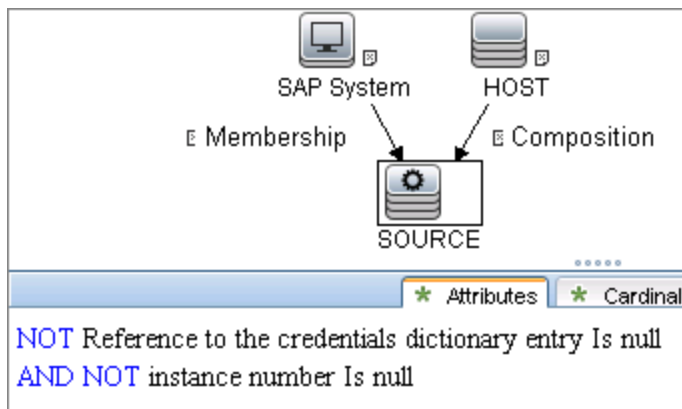 SAP System
HOST
Membership
Composition
SOURCE
Attributes
Cardinal
NOT Reference to the credentials dictionary entry Is null
AND NOT instance number Is null